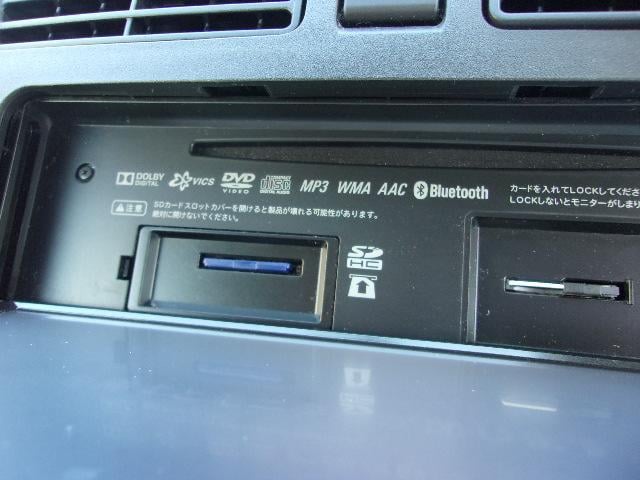 DOLBY DIGITAL VICS DVD VIDEO COMPACT disc DIGITAL AUDIO MP3 WMA AAC Bluetooth
カードを入れてLOCKしてくださ
LOCKしないとモニターがしまり
⚠注意 SDカードスロットカバーを開けると製品が壊れる可能性があります。
絶対に開けないでください。
SD HC